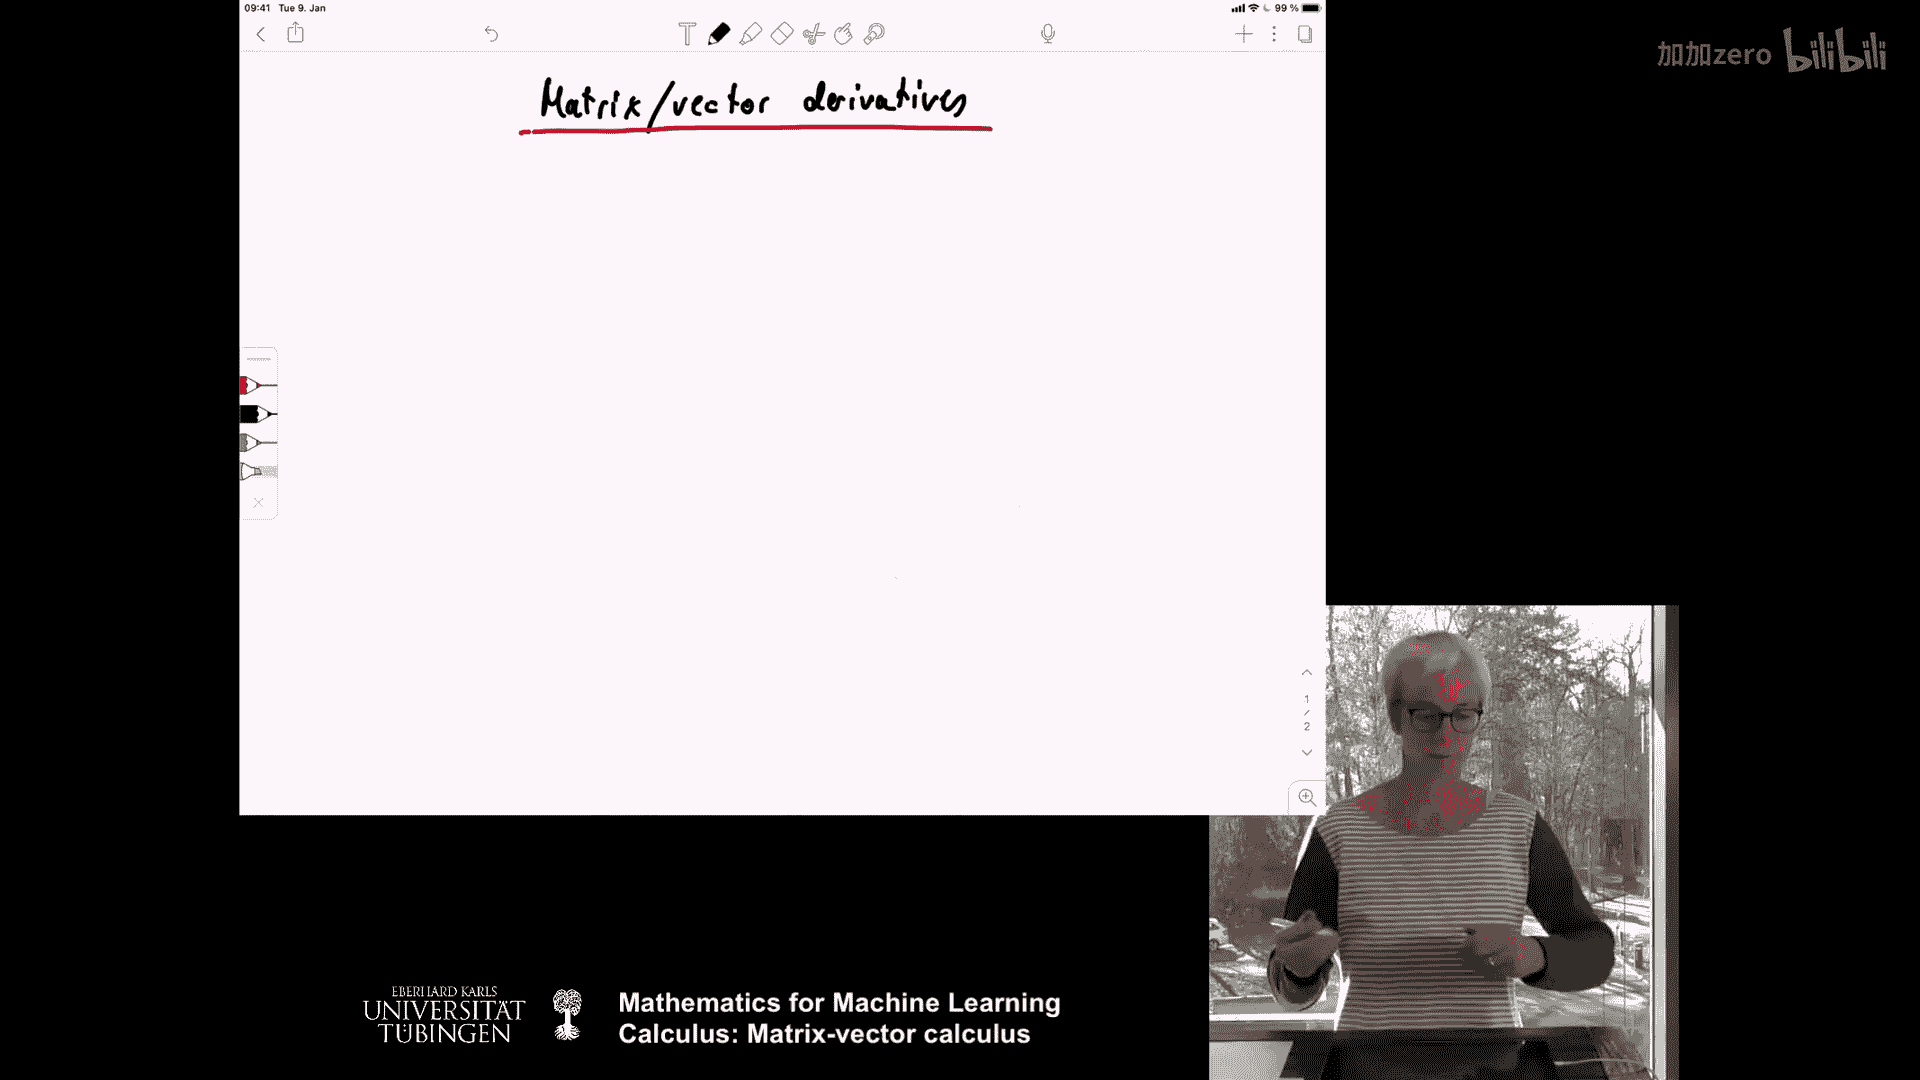 09:41 Tue 9. Jan
99 %
T
Matrix/vector derivatives
加加zero bilibili
1
/
2
EBERHARD KARLS
UNIVERSITÄT
TÜBINGEN
Mathematics for Machine Learning
Calculus: Matrix-vector calculus